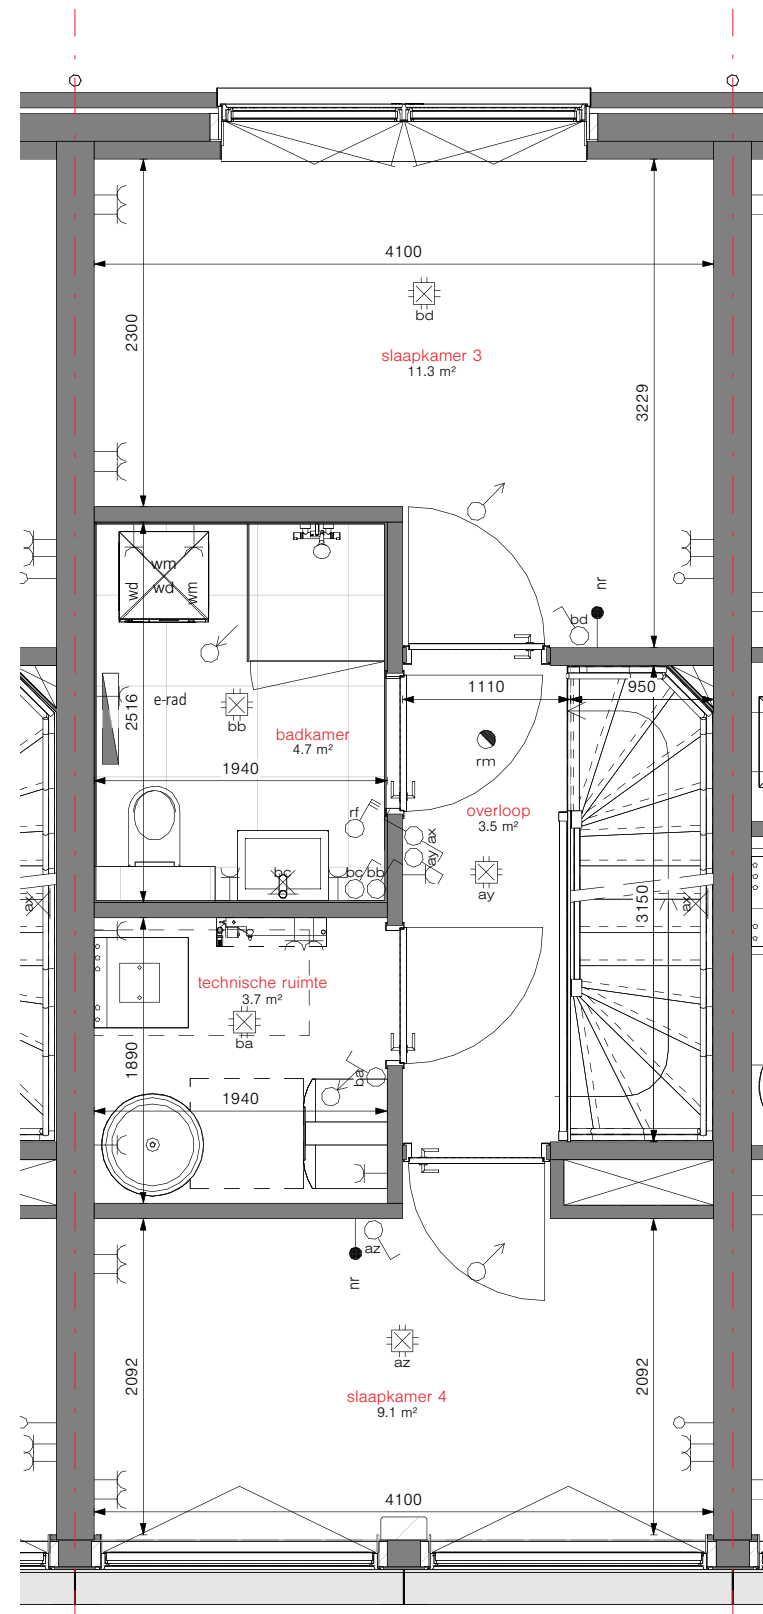 4100
bd
2300
slaapkamer 3
11.3 m²
3229
nr
bd
wm
wd
wd
wm
1110
950
2516
e-rad
bb
badkamer
4.7 m²
rm
1940
rf
overloop
3.5 m²
ax
ay
bc
bc
bb
ay
3150
ax
ax
technische ruimte
3.7 m²
ba
1890
ba
1940
az
nr
az
2092
2092
slaapkamer 4
9.1 m²
4100